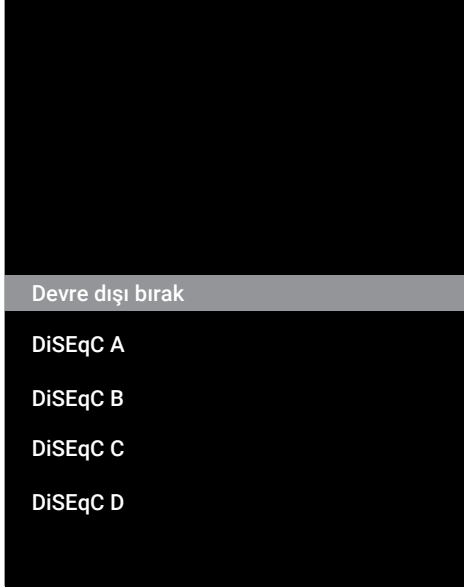 Devre dışı bırak
DiSEqC A
DiSEqC B
DiSEqC C
DiSEqC D